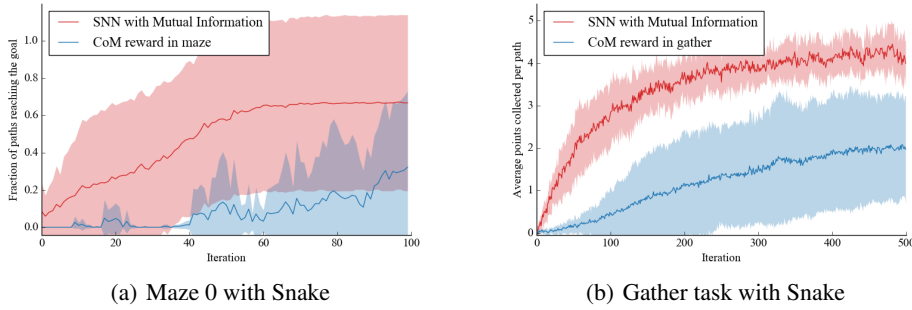 SNN with Mutual Information
CoM reward in maze
Fraction of paths reaching the goal
1.0
0.8
0.6
0.4
0.2
0.0
0 20 40 60 80 100
Iteration
(a) Maze 0 with Snake
SNN with Mutual Information
CoM reward in gather
Average points collected per path
5
4
3
2
1
0
0 100 200 300 400 500
Iteration
(b) Gather task with Snake